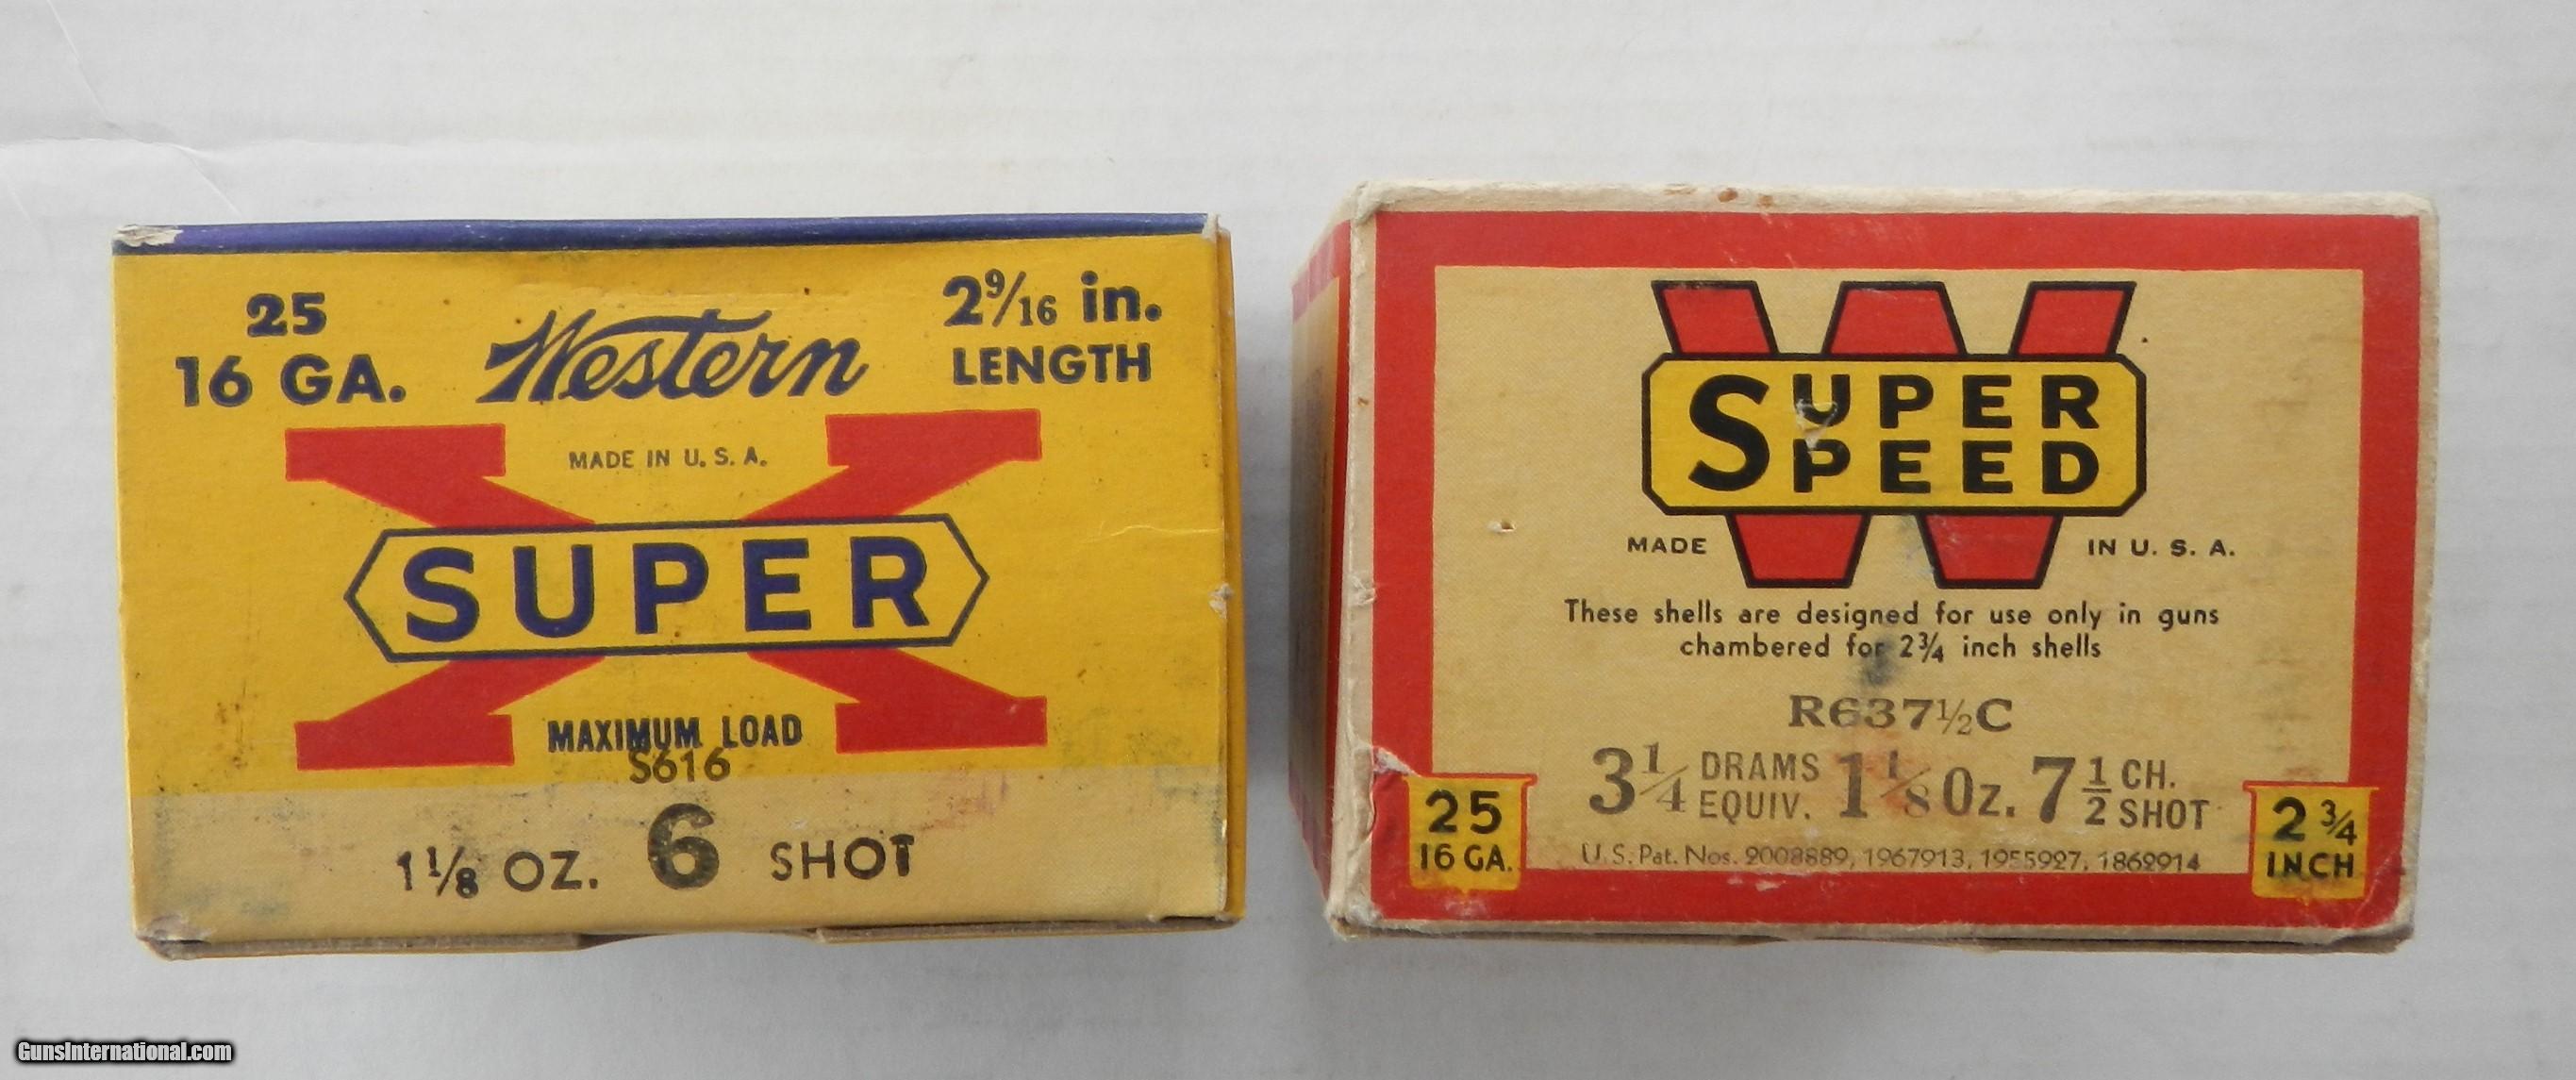 25
16 GA.
Western
2 9/16 in.
LENGTH
MADE IN U. S. A.
SUPER
MAXIMUM LOAD
S616
1 1/8 OZ. 6 SHOT
SUPER
SPEED
MADE IN U. S. A.
These shells are designed for use only in guns
chambered for 2 3/4 inch shells
R637 1/2 C
3 1/4 DRAMS EQUIV. 1 1/8 Oz. 7 1/2 CH. SHOT
25
16 GA.
U.S. Pat. Nos. 2008889, 1967913, 1955927, 1862914
2 3/4
INCH
GunsInternational.com